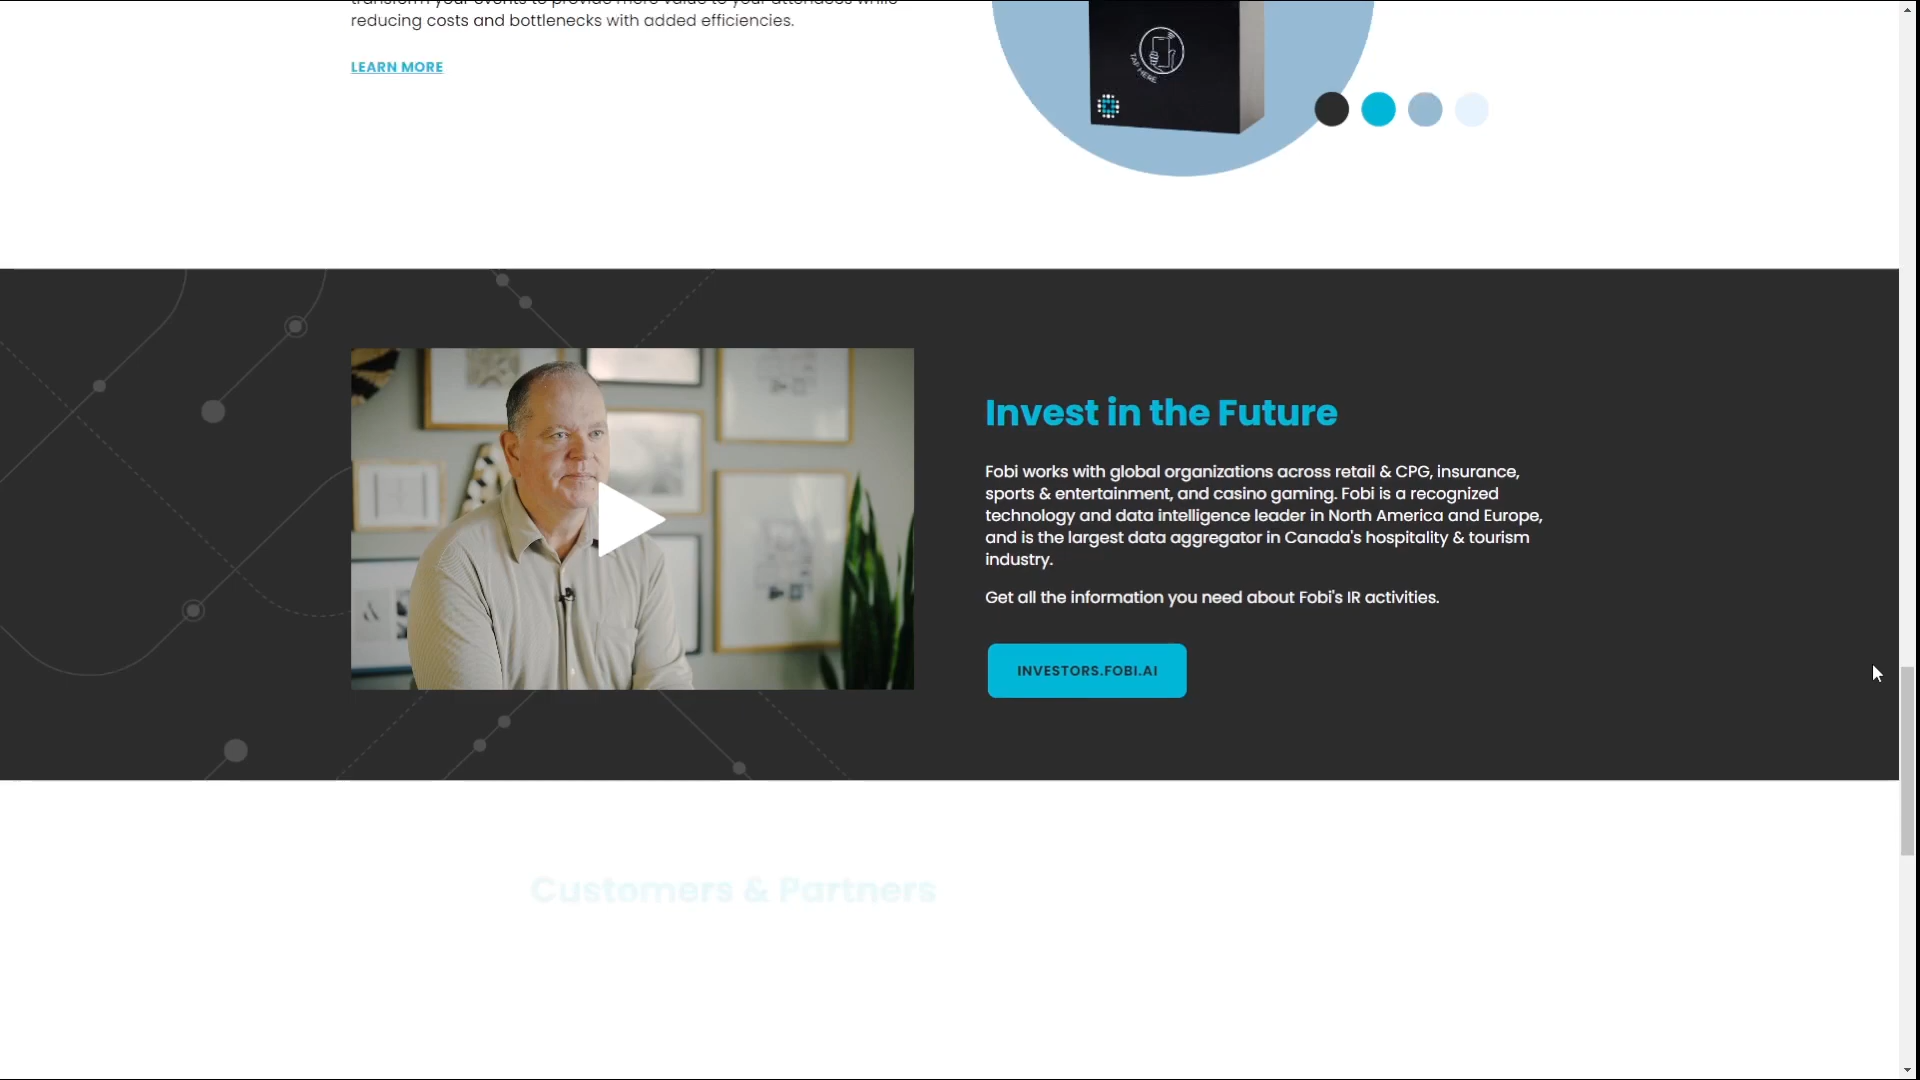 transform your events to provide more value to your attendees while
reducing costs and bottlenecks with added efficiencies.
LEARN MORE
TAP HERE
Invest in the Future
Fobi works with global organizations across retail & CPG, insurance,
sports & entertainment, and casino gaming. Fobi is a recognized
technology and data intelligence leader in North America and Europe,
and is the largest data aggregator in Canada's hospitality & tourism
industry.
Get all the information you need about Fobi's IR activities.
INVESTORS.FOBI.AI
Customers & Partners